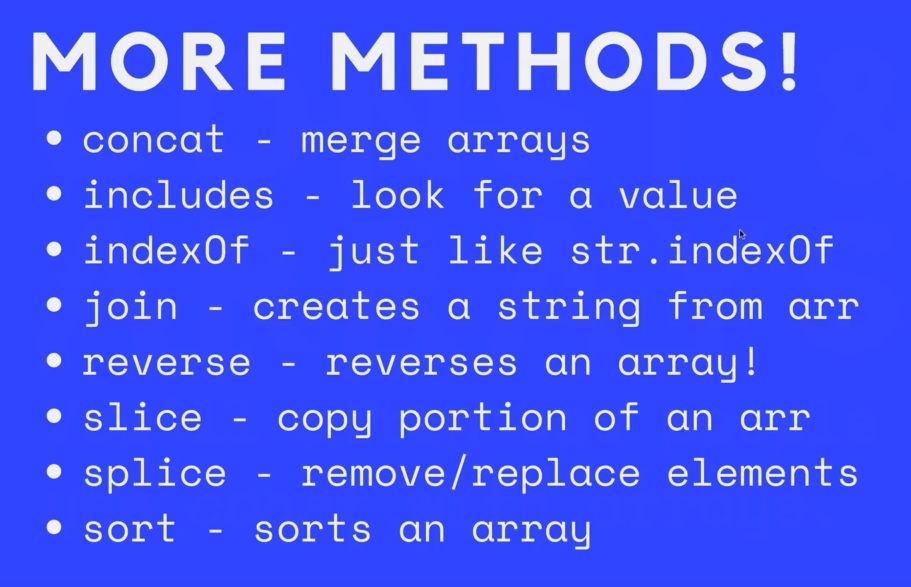 MORE METHODS!
• concat - merge arrays
• includes - look for a value
• indexOf - just like str.indexOf
• join - creates a string from arr
• reverse - reverses an array!
• slice - copy portion of an arr
• splice - remove/replace elements
• sort - sorts an array